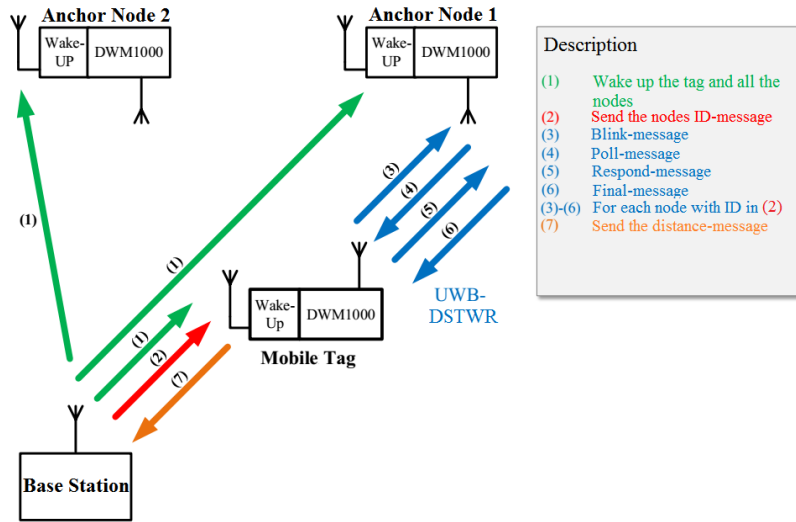 Anchor Node 2
Anchor Node 1
Wake-
UP
DWM1000
Wake-
UP
DWM1000
Description
(1) Wake up the tag and all the
nodes
(2) Send the nodes ID-message
(3) Blink-message
(4) Poll-message
(5) Respond-message
(6) Final-message
(3)-(6) For each node with ID in (2)
(7) Send the distance-message
(3)
(4)
(5)
(6)
(1)
(1)
UWB-
DSTWR
Wake-
Up
DWM1000
Mobile Tag
(1)
(2)
(7)
Base Station